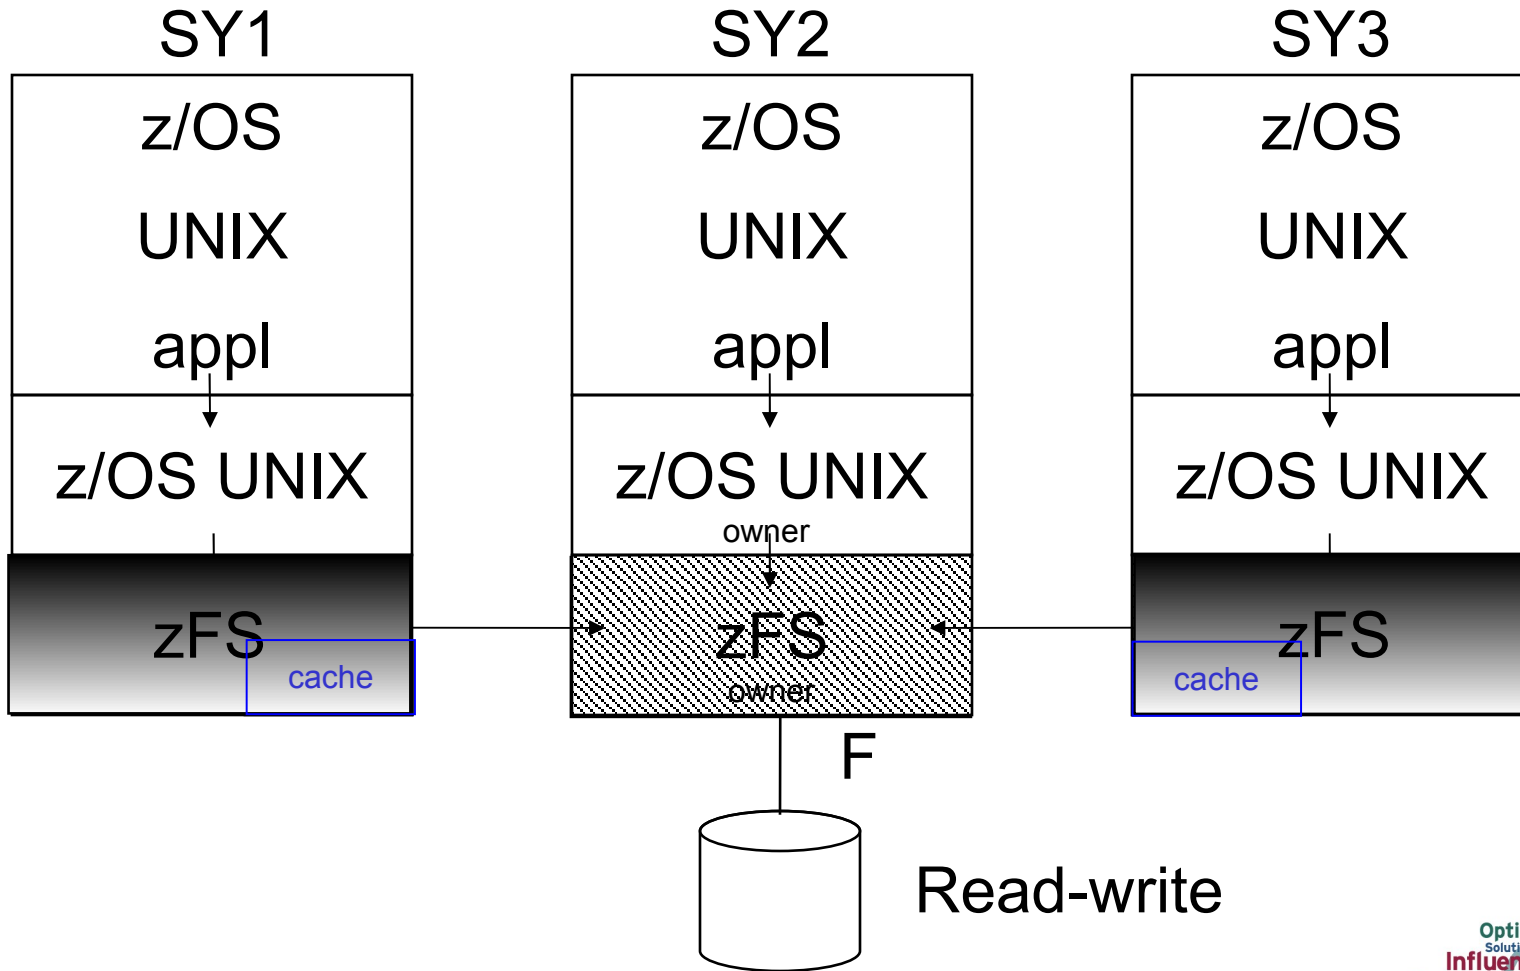 SY1 SY2 SY3
z/OS z/OS z/OS
UNIX UNIX UNIX
appl appl appl
z/OS UNIX z/OS UNIX z/OS UNIX
owner
zFS zFS zFS
cache owner cache
F
Read-write